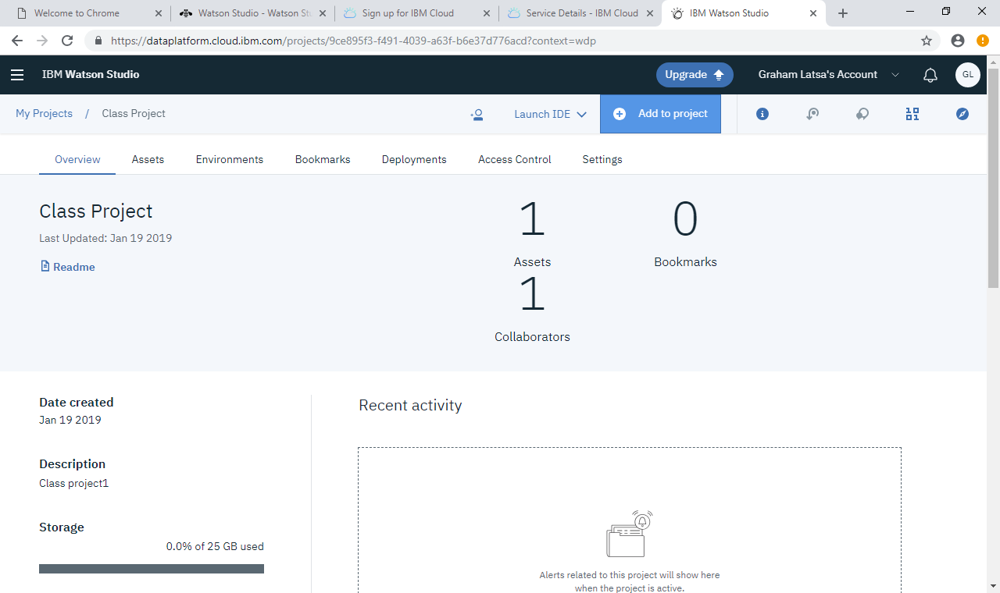 Welcome to Chrome
Watson Studio - Watson Stu
Sign up for IBM Cloud
Service Details - IBM Cloud
IBM Watson Studio
https://dataplatform.cloud.ibm.com/projects/9ce895f3-f491-4039-a63f-b6e37d776acd?context=wdp
IBM Watson Studio
Upgrade
Graham Latsa's Account
GL
My Projects / Class Project
Launch IDE
Add to project
Overview Assets Environments Bookmarks Deployments Access Control Settings
Class Project
Last Updated: Jan 19 2019
Readme
1
Assets
0
Bookmarks
1
Collaborators
Date created
Jan 19 2019
Description
Class project1
Storage
0.0% of 25 GB used
Recent activity
Alerts related to this project will show here
when the project is active.